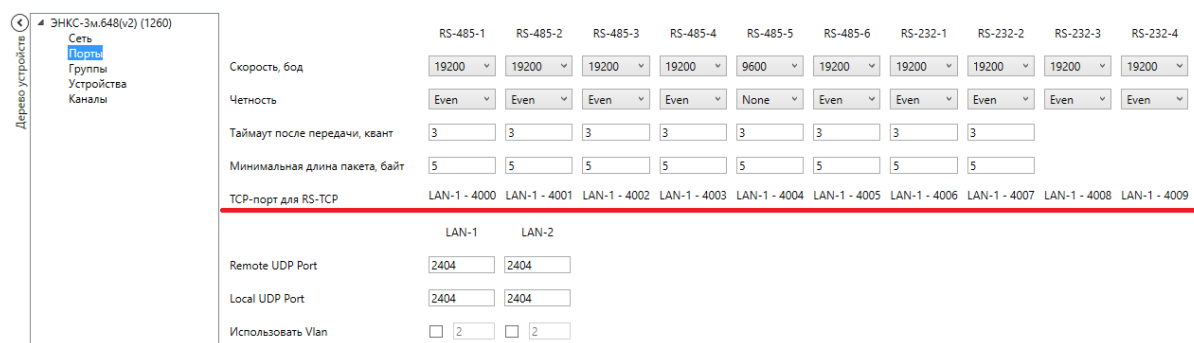 Дерево устройств
ЭНКС-3м.648(v2) (1260)
Сеть
Порты
Группы
Устройства
Каналы
RS-485-1 RS-485-2 RS-485-3 RS-485-4 RS-485-5 RS-485-6 RS-232-1 RS-232-2 RS-232-3 RS-232-4
Скорость, бод 19200 19200 19200 19200 9600 19200 19200 19200 19200 19200
Четность Even Even Even Even None Even Even Even Even Even
Таймаут после передачи, квант 3 3 3 3 3 3 3 3
Минимальная длина пакета, байт 5 5 5 5 5 5 5 5
TCP-порт для RS-TCP LAN-1 - 4000 LAN-1 - 4001 LAN-1 - 4002 LAN-1 - 4003 LAN-1 - 4004 LAN-1 - 4005 LAN-1 - 4006 LAN-1 - 4007 LAN-1 - 4008 LAN-1 - 4009
LAN-1 LAN-2
Remote UDP Port 2404 2404
Local UDP Port 2404 2404
Использовать Vlan 2 2